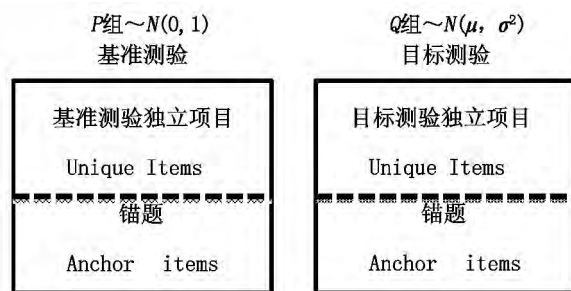 P组～N(0, 1)
基准测验
基准测验独立项目
Unique Items
锚题
Anchor items
Q组～N(μ, σ²)
目标测验
目标测验独立项目
Unique Items
锚题
Anchor items